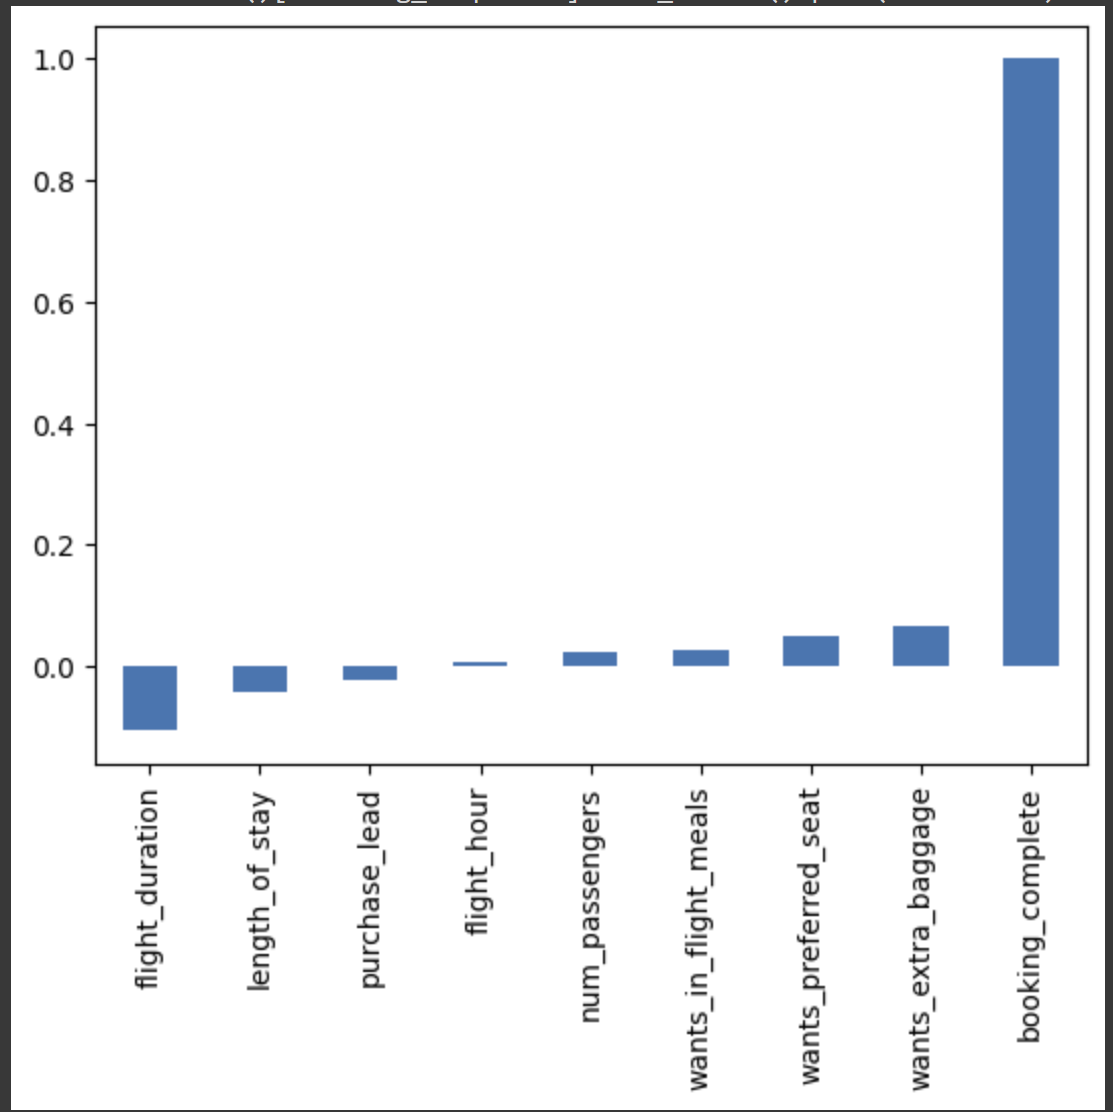 1.0
0.8
0.6
0.4
0.2
0.0
flight_duration
length_of_stay
purchase_lead
flight_hour
num_passengers
wants_in_flight_meals
wants_preferred_seat
wants_extra_baggage
booking_complete